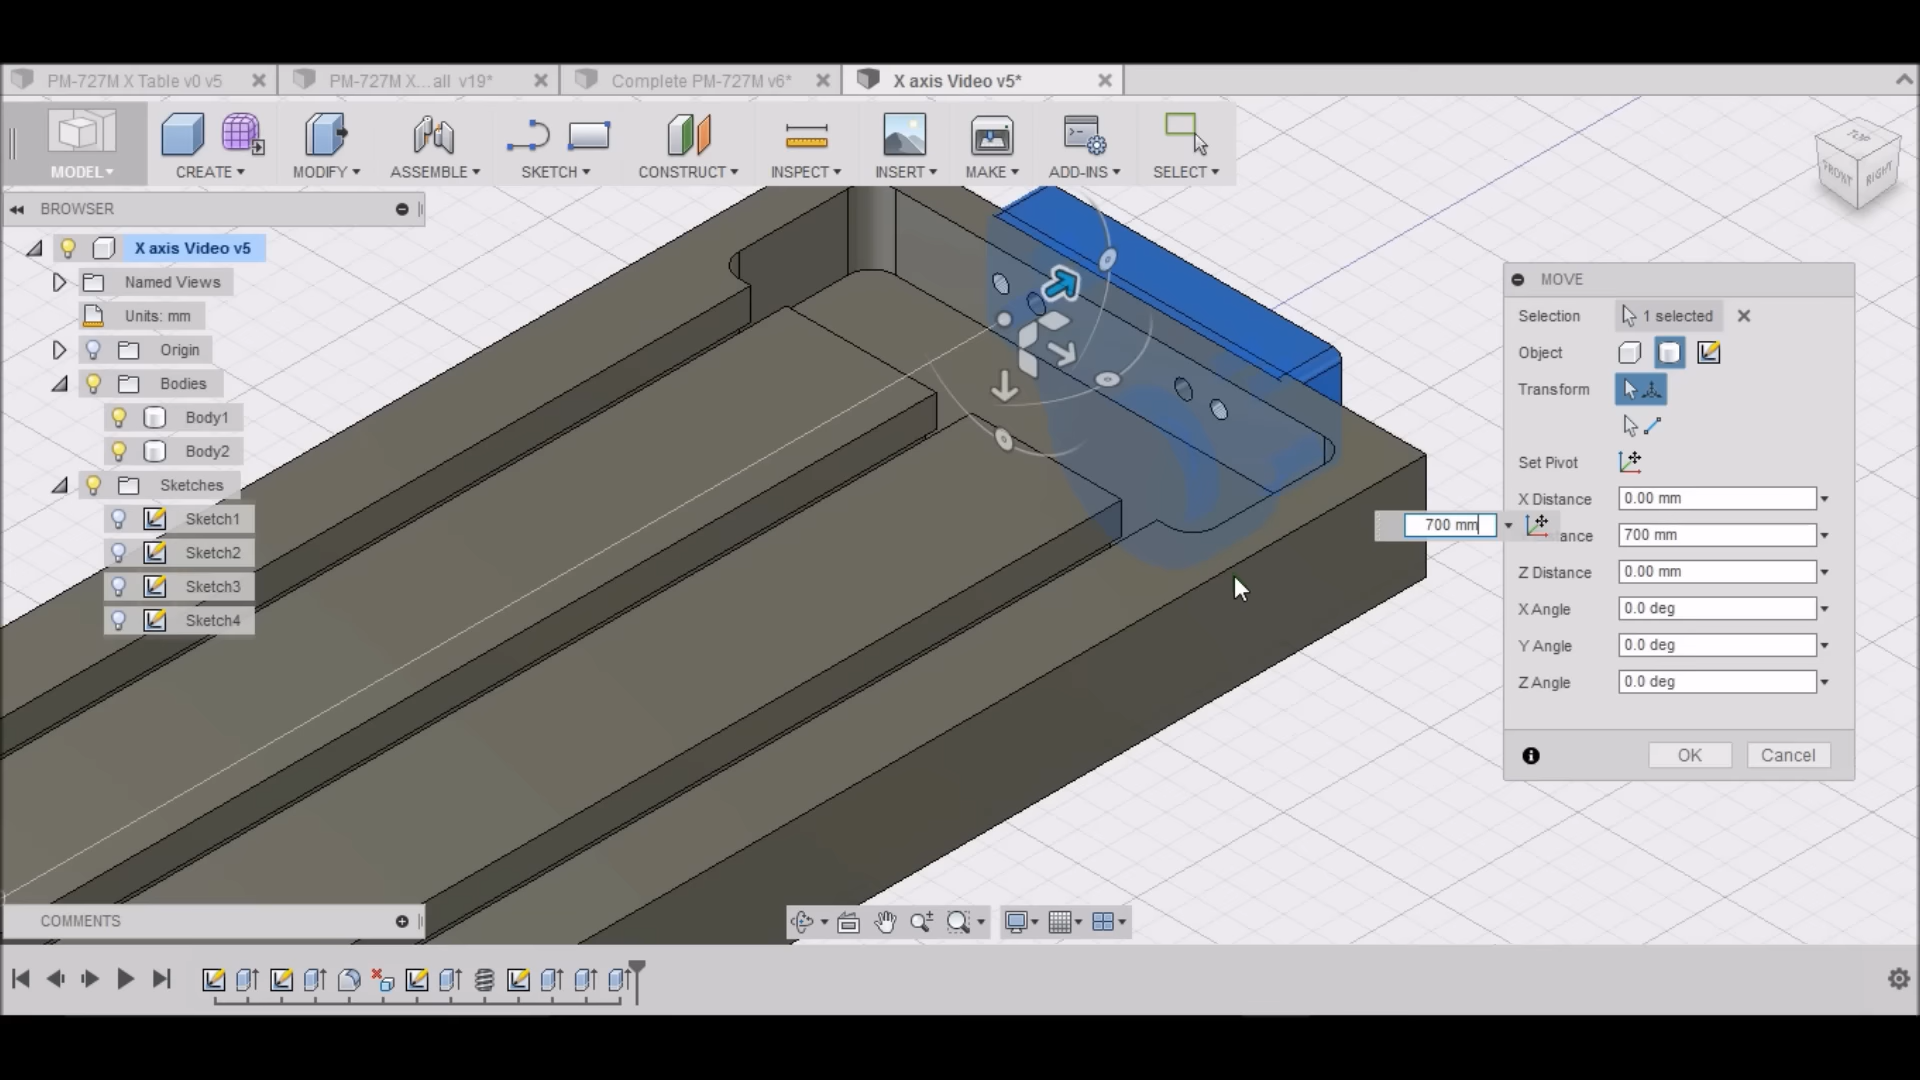 PM-727M X Table v0 v5
PM-727M X...all v19*
Complete PM-727M v6*
X axis Video v5*
MODEL
CREATE
MODIFY
ASSEMBLE
SKETCH
CONSTRUCT
INSPECT
INSERT
MAKE
ADD-INS
SELECT
TOP
FRONT
RIGHT
BROWSER
X axis Video v5
Named Views
Units: mm
Origin
Bodies
Body1
Body2
Sketches
Sketch1
Sketch2
Sketch3
Sketch4
MOVE
Selection
1 selected
Object
Transform
Set Pivot
X Distance
0.00 mm
700 mm
ance
700 mm
Z Distance
0.00 mm
X Angle
0.0 deg
Y Angle
0.0 deg
Z Angle
0.0 deg
OK
Cancel
COMMENTS